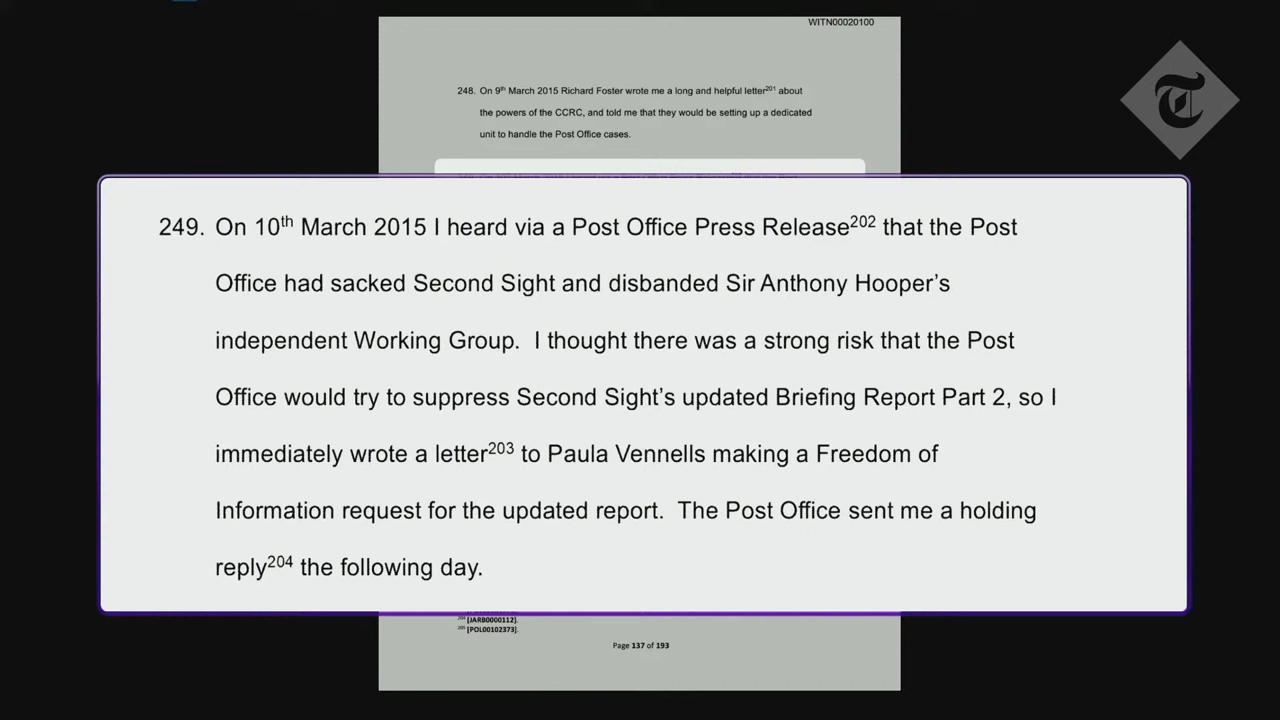 WITN00020100
248. On 9th March 2015 Richard Foster wrote me a long and helpful letter201 about
the powers of the CCRC, and told me that they would be setting up a dedicated
unit to handle the Post Office cases.
249. On 10th March 2015 I heard via a Post Office Press Release202 that the Post
Office had sacked Second Sight and disbanded Sir Anthony Hooper’s
independent Working Group. I thought there was a strong risk that the Post
Office would try to suppress Second Sight’s updated Briefing Report Part 2, so I
immediately wrote a letter203 to Paula Vennells making a Freedom of
Information request for the updated report. The Post Office sent me a holding
reply204 the following day.
204 [JARB0000112].
205 [POL00102373].
Page 137 of 193